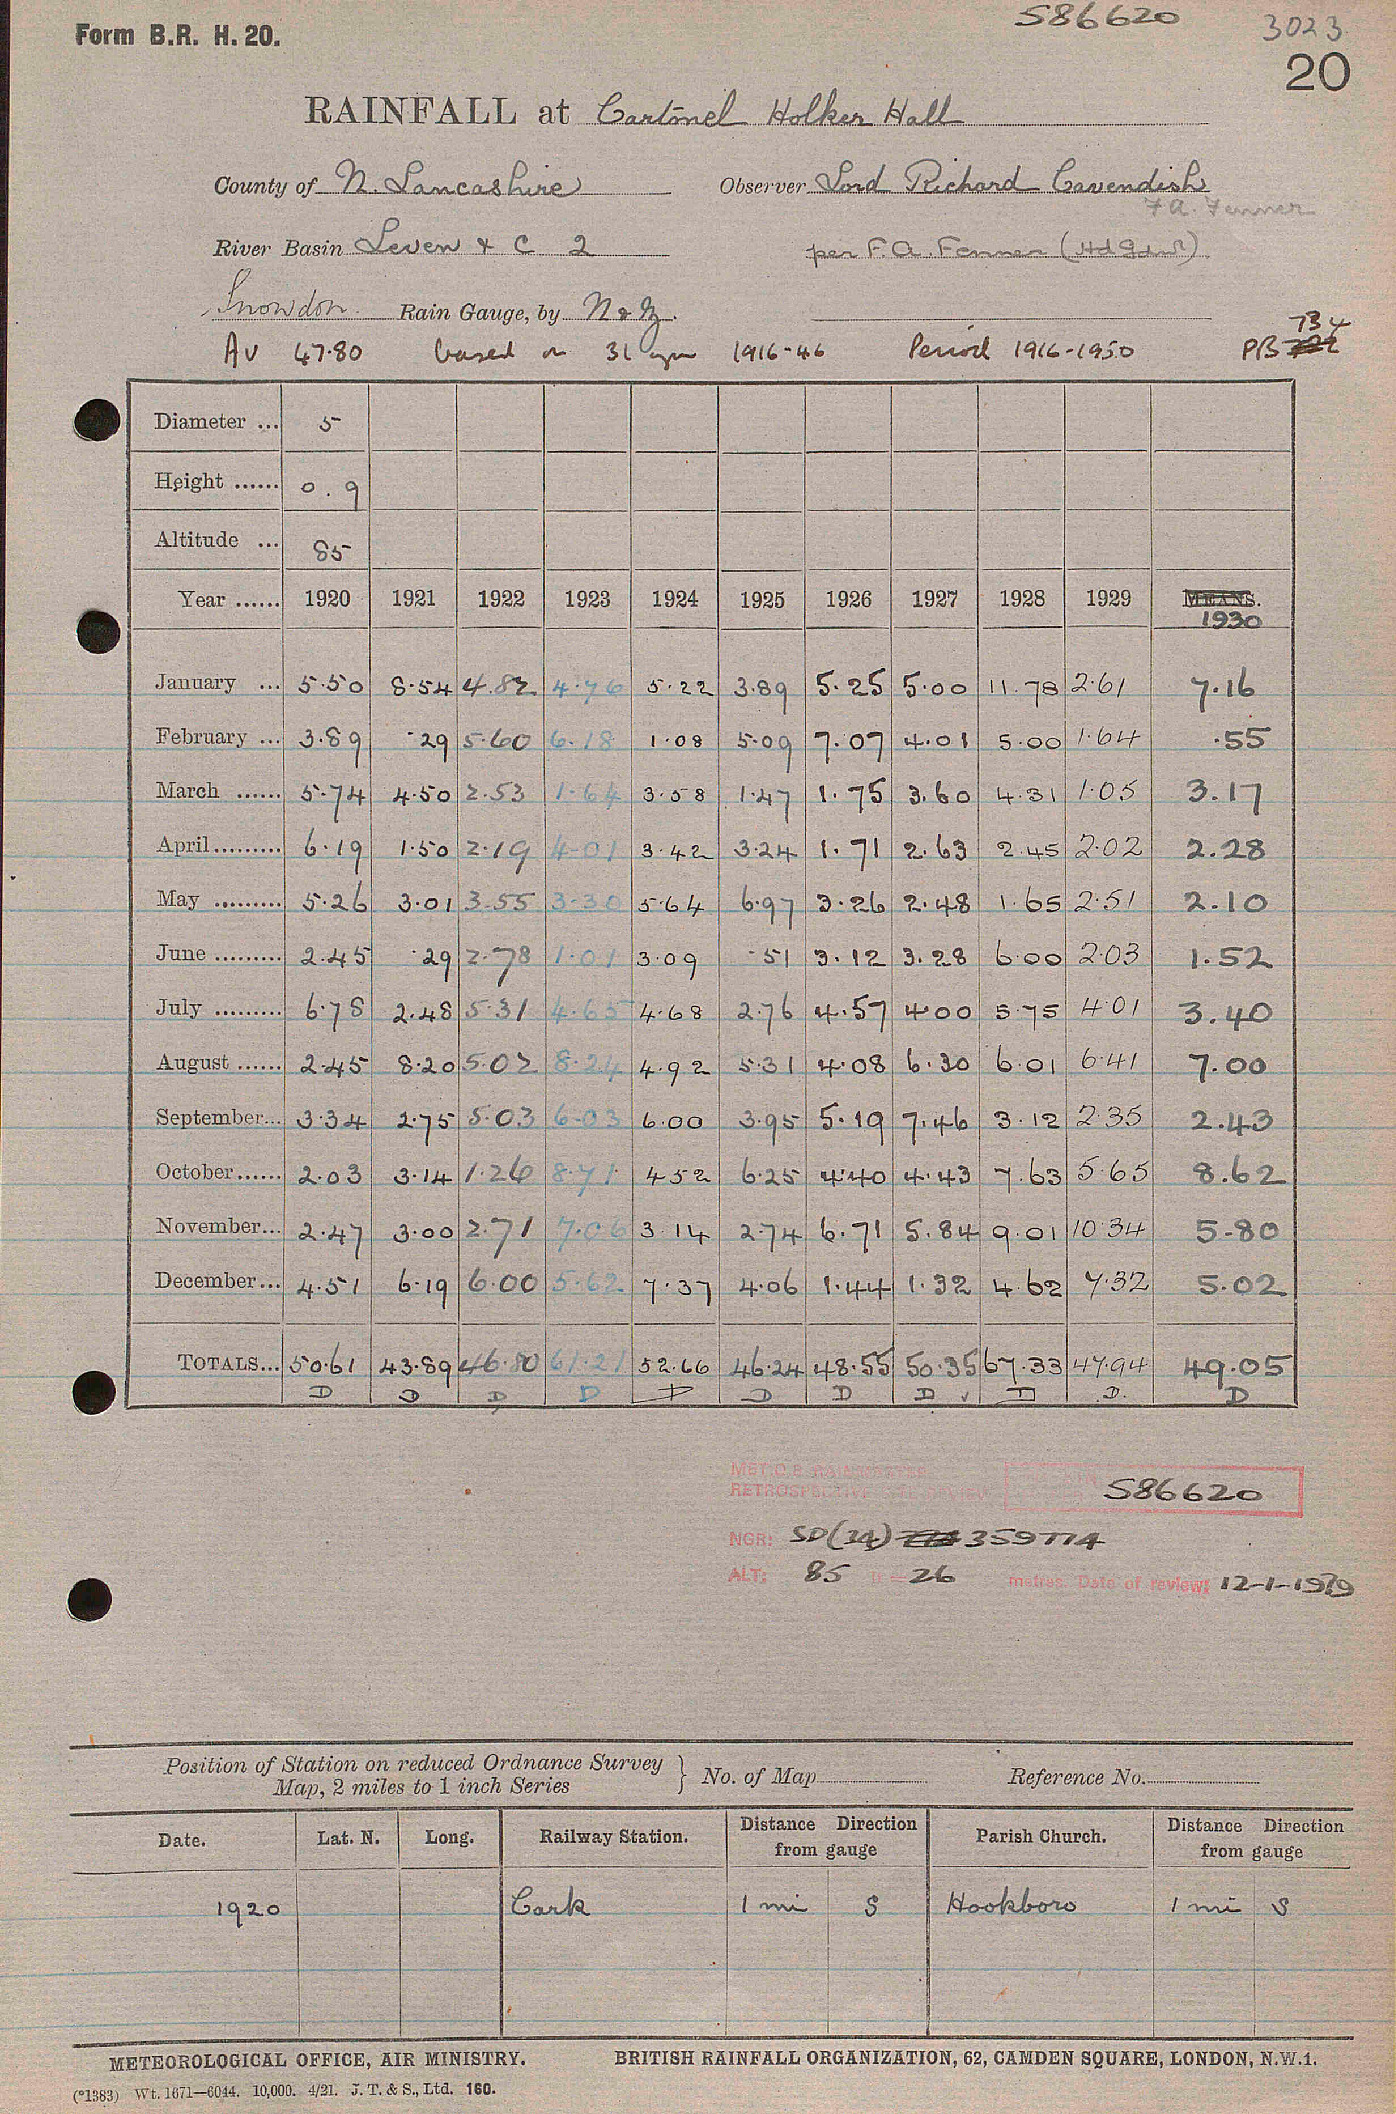 Form B.R. H. 20.
586620
3023
20
RAINFALL at Cartmel Holker Hall
County of N. Lancashire Observer Lord Richard Cavendish
F A. Fenner
River Basin Leven & C 2 per F. A. Fenner (Hd Gdnr)
Snowdon. Rain Gauge, by N & Z.
Av 47.80 based on 31 yrs 1916-46 Period 1916-1950 PB 734
Diameter ... 5
Height ...... 0.9
Altitude ... 85
Year ...... 1920 1921 1922 1923 1924 1925 1926 1927 1928 1929 MEANS.
1930
January ... 5.50 8.54 4.82 4.76 5.22 3.89 5.25 5.00 11.78 2.61 7.16
February ... 3.89 .29 5.60 6.18 1.08 5.09 7.07 4.01 5.00 1.64 .55
March ...... 5.74 4.50 2.53 1.64 3.58 1.47 1.75 3.60 4.31 1.05 3.17
April......... 6.19 1.50 2.19 4.01 3.42 3.24 1.71 2.63 2.45 2.02 2.28
May ......... 5.26 3.01 3.55 3.30 5.64 6.97 3.26 2.48 1.65 2.51 2.10
June ......... 2.45 .29 2.78 1.01 3.09 .51 3.12 3.28 6.00 2.03 1.52
July ......... 6.78 2.48 5.31 4.65 4.68 2.76 4.57 4.00 5.75 4.01 3.40
August ...... 2.45 8.20 5.02 8.24 4.92 5.31 4.08 6.30 6.01 6.41 7.00
September... 3.34 2.75 5.03 6.03 6.00 3.95 5.19 7.46 3.12 2.35 2.43
October...... 2.03 3.14 1.26 8.71 4.52 6.25 4.40 4.43 7.63 5.65 8.62
November... 2.47 3.00 2.71 7.06 3.14 2.74 6.71 5.84 9.01 10.34 5.80
December... 4.51 6.19 6.00 5.62 7.37 4.06 1.44 1.32 4.62 7.32 5.02
TOTALS... 50.61 43.89 46.80 61.21 52.66 46.24 48.55 50.35 67.33 47.94 49.05
D D D D D D D D ✓ D D. D
MET.O.8 RAINMASTER
RETROSPECTIVE SITE REVIEW 586620
NGR: SD(34) 359774
ALT: 85 ft = 26 metres. Date of review: 12-1-1979
Position of Station on reduced Ordnance Survey
Map, 2 miles to 1 inch Series } No. of Map Reference No.
Date. Lat. N. Long. Railway Station. Distance Direction from gauge Parish Church. Distance Direction from gauge
1920 Cark 1 mi S Hookboro 1 mi S
METEOROLOGICAL OFFICE, AIR MINISTRY. BRITISH RAINFALL ORGANIZATION, 62, CAMDEN SQUARE, LONDON, N.W.1.
(*1383) Wt. 1671—6044. 10,000. 4/21. J. T. & S., Ltd. 160.